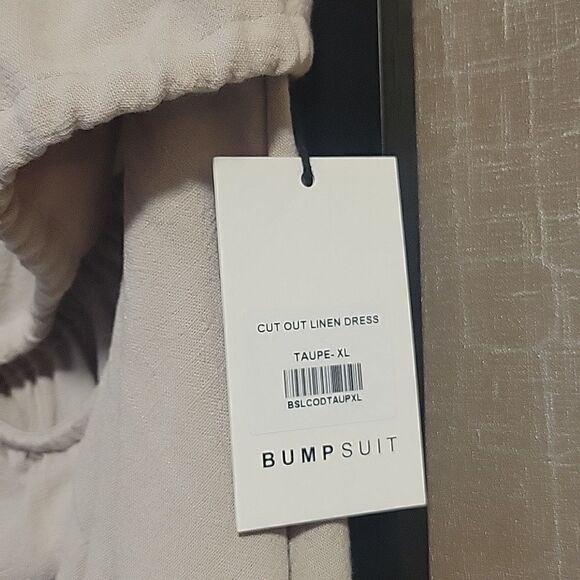 CUT OUT LINEN DRESS
TAUPE- XL
BSLCODTAUPXL
BUMPSUIT